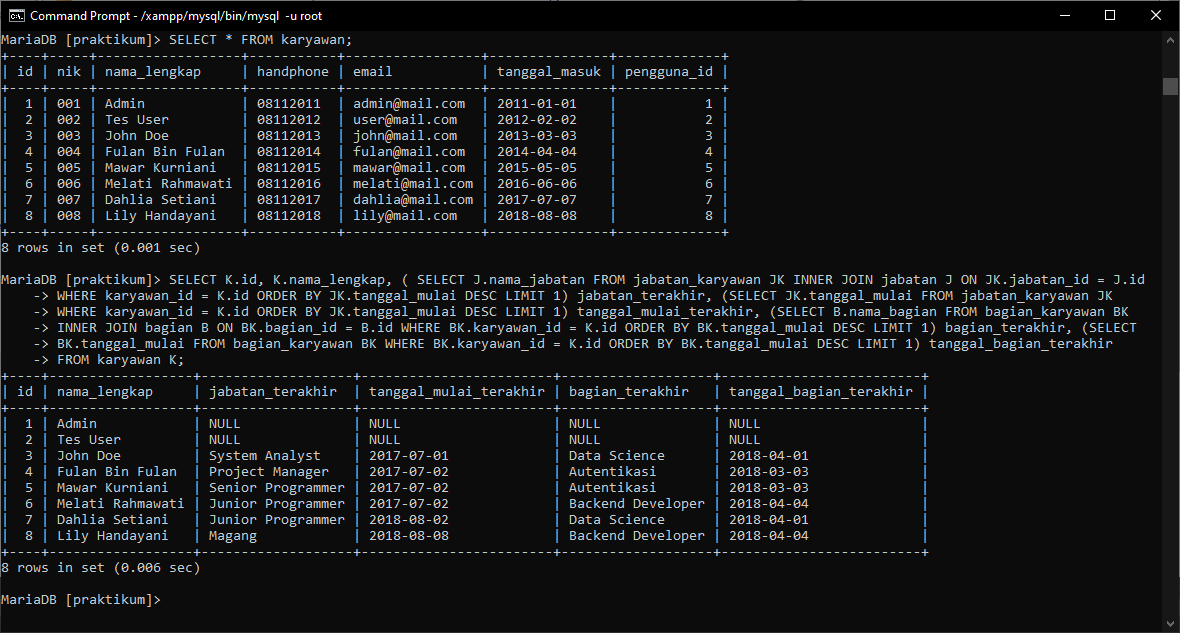 Command Prompt - /xampp/mysql/bin/mysql -u root
MariaDB [praktikum]> SELECT * FROM karyawan;
+----+-----+------------------+-----------+-----------------+---------------+-------------+
| id | nik | nama_lengkap     | handphone | email           | tanggal_masuk | pengguna_id |
+----+-----+------------------+-----------+-----------------+---------------+-------------+
|  1 | 001 | Admin            | 08112011  | admin@mail.com  | 2011-01-01    |           1 |
|  2 | 002 | Tes User         | 08112012  | user@mail.com   | 2012-02-02    |           2 |
|  3 | 003 | John Doe         | 08112013  | john@mail.com   | 2013-03-03    |           3 |
|  4 | 004 | Fulan Bin Fulan  | 08112014  | fulan@mail.com  | 2014-04-04    |           4 |
|  5 | 005 | Mawar Kurniani   | 08112015  | mawar@mail.com  | 2015-05-05    |           5 |
|  6 | 006 | Melati Rahmawati | 08112016  | melati@mail.com | 2016-06-06    |           6 |
|  7 | 007 | Dahlia Setiani   | 08112017  | dahlia@mail.com | 2017-07-07    |           7 |
|  8 | 008 | Lily Handayani   | 08112018  | lily@mail.com   | 2018-08-08    |           8 |
+----+-----+------------------+-----------+-----------------+---------------+-------------+
8 rows in set (0.001 sec)
MariaDB [praktikum]> SELECT K.id, K.nama_lengkap, ( SELECT J.nama_jabatan FROM jabatan_karyawan JK INNER JOIN jabatan J ON JK.jabatan_id = J.id
    -> WHERE karyawan_id = K.id ORDER BY JK.tanggal_mulai DESC LIMIT 1) jabatan_terakhir, (SELECT JK.tanggal_mulai FROM jabatan_karyawan JK
    -> WHERE karyawan_id = K.id ORDER BY JK.tanggal_mulai DESC LIMIT 1) tanggal_mulai_terakhir, (SELECT B.nama_bagian FROM bagian_karyawan BK
    -> INNER JOIN bagian B ON BK.bagian_id = B.id WHERE BK.karyawan_id = K.id ORDER BY BK.tanggal_mulai DESC LIMIT 1) bagian_terakhir, (SELECT
    -> BK.tanggal_mulai FROM bagian_karyawan BK WHERE BK.karyawan_id = K.id ORDER BY BK.tanggal_mulai DESC LIMIT 1) tanggal_bagian_terakhir
    -> FROM karyawan K;
+----+------------------+-------------------+------------------------+-------------------+-------------------------+
| id | nama_lengkap     | jabatan_terakhir  | tanggal_mulai_terakhir | bagian_terakhir   | tanggal_bagian_terakhir |
+----+------------------+-------------------+------------------------+-------------------+-------------------------+
|  1 | Admin            | NULL              | NULL                   | NULL              | NULL                    |
|  2 | Tes User         | NULL              | NULL                   | NULL              | NULL                    |
|  3 | John Doe         | System Analyst    | 2017-07-01             | Data Science      | 2018-04-01              |
|  4 | Fulan Bin Fulan  | Project Manager   | 2017-07-02             | Autentikasi       | 2018-03-03              |
|  5 | Mawar Kurniani   | Senior Programmer | 2017-07-02             | Autentikasi       | 2018-03-03              |
|  6 | Melati Rahmawati | Junior Programmer | 2017-07-02             | Backend Developer | 2018-04-04              |
|  7 | Dahlia Setiani   | Junior Programmer | 2018-08-02             | Data Science      | 2018-04-01              |
|  8 | Lily Handayani   | Magang            | 2018-08-08             | Backend Developer | 2018-04-04              |
+----+------------------+-------------------+------------------------+-------------------+-------------------------+
8 rows in set (0.006 sec)
MariaDB [praktikum]>